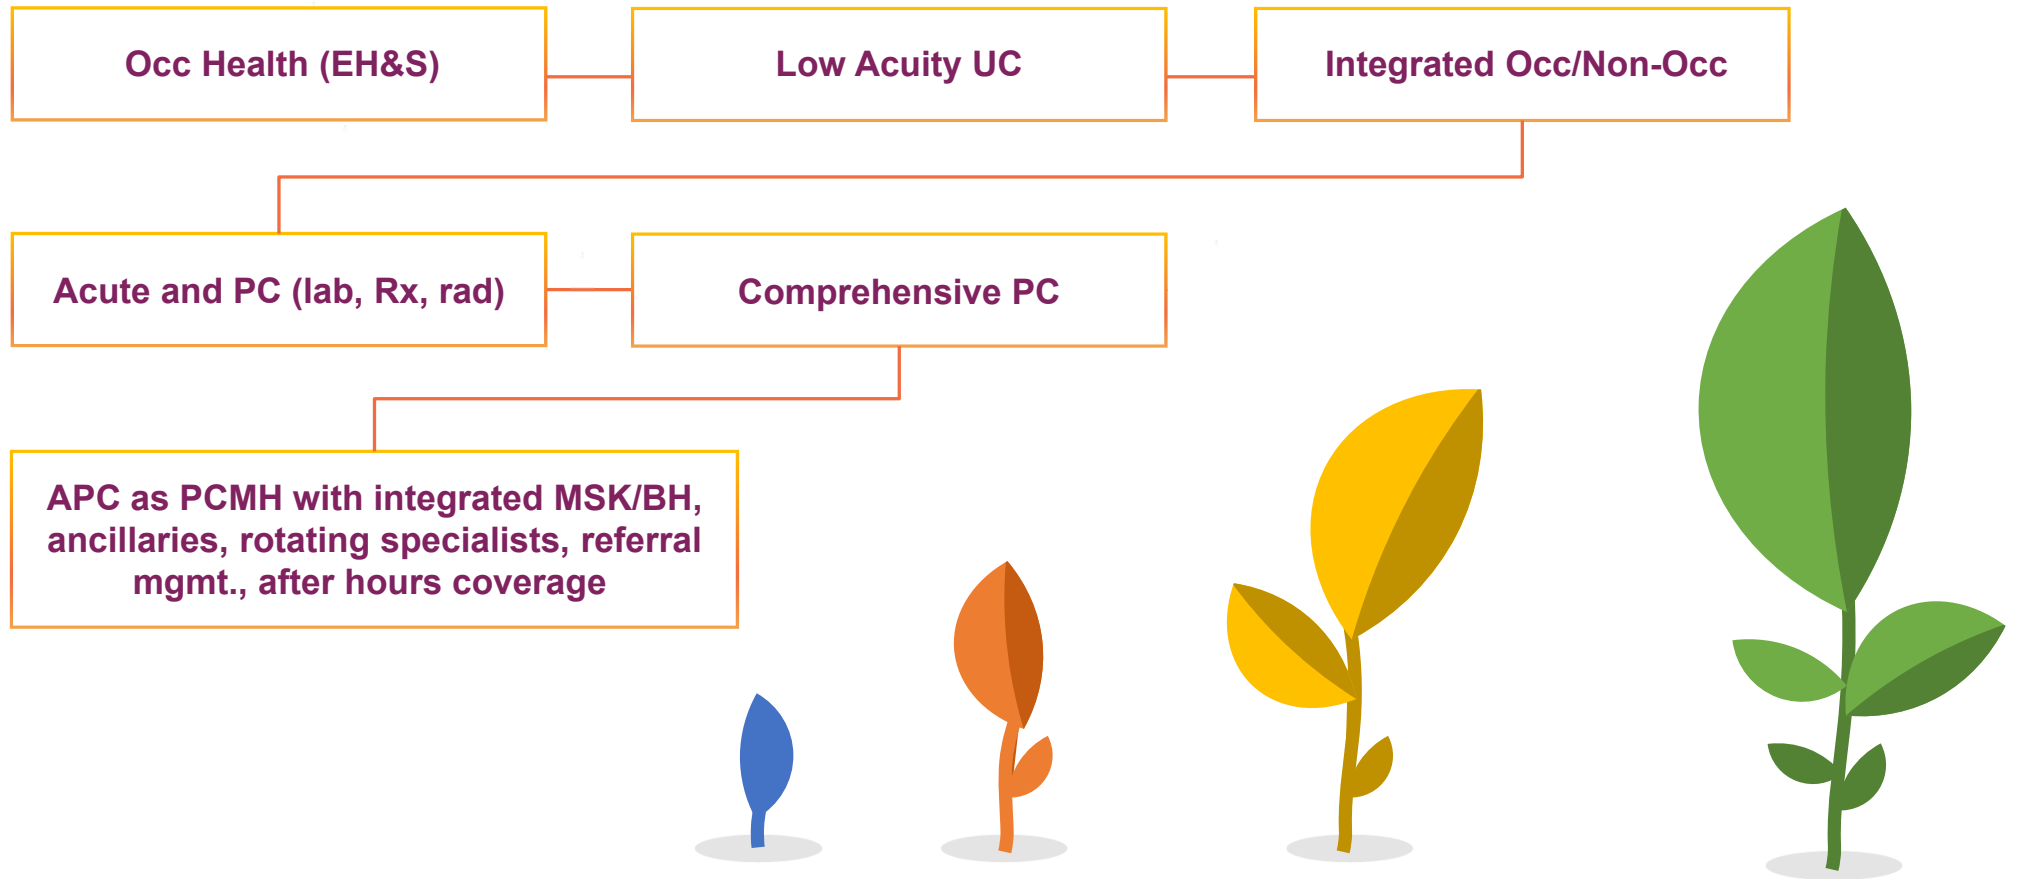 Occ Health (EH&S)
Low Acuity UC
Integrated Occ/Non-Occ
Acute and PC (lab, Rx, rad)
Comprehensive PC
APC as PCMH with integrated MSK/BH,
ancillaries, rotating specialists, referral
mgmt., after hours coverage